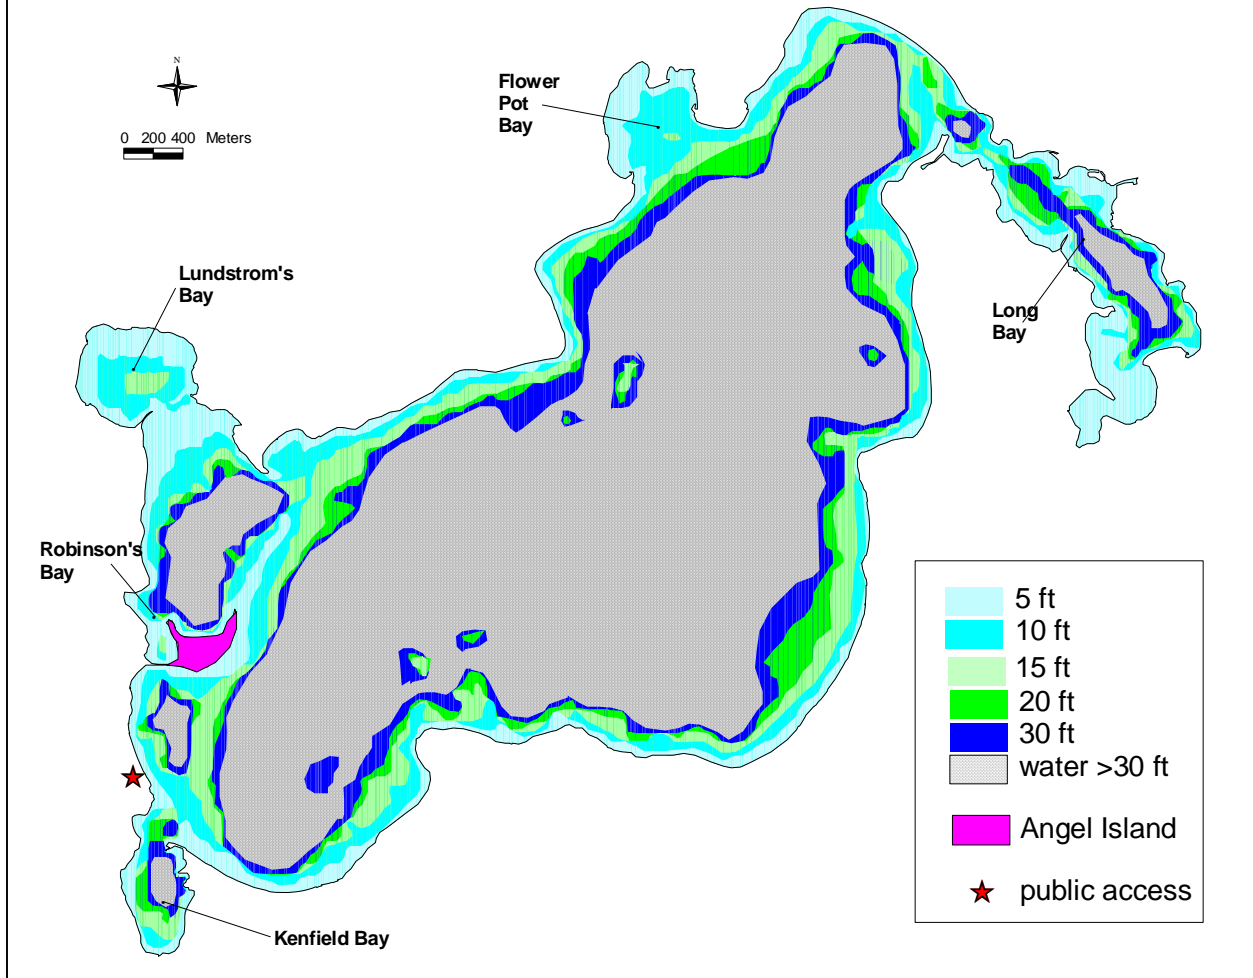 N
0 200 400 Meters
Flower
Pot
Bay
Lundstrom's
Bay
Long
Bay
Robinson's
Bay
Kenfield Bay
5 ft
10 ft
15 ft
20 ft
30 ft
water >30 ft
Angel Island
public access